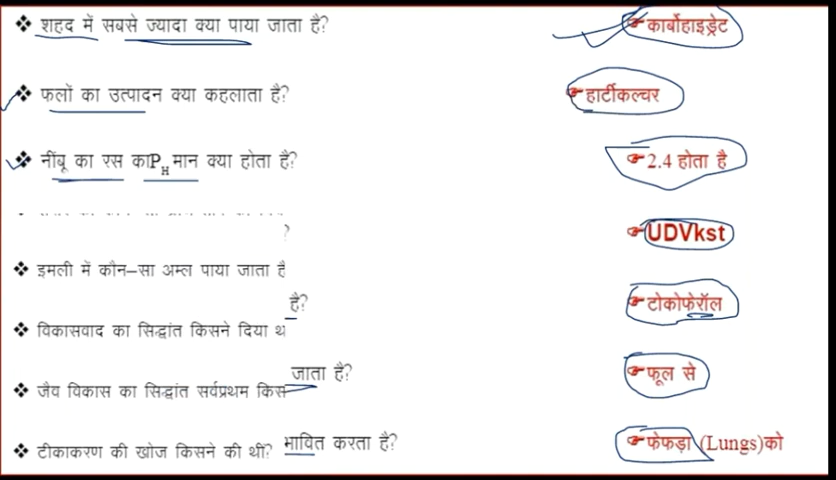 ❖ शहद में सबसे ज्यादा क्या पाया जाता है? ☞ कार्बोहाइड्रेट
❖ फलों का उत्पादन क्या कहलाता है? ☞ हार्टीकल्चर
❖ नींबू का रस काPH मान क्या होता है? ☞ 2.4 होता है
? ☞ UDVkst
❖ इमली में कौन–सा अम्ल पाया जाता है
है? ☞ टोकोफेरॉल
❖ विकासवाद का सिद्धांत किसने दिया थ
जाता है? ☞ फूल से
❖ जैव विकास का सिद्धांत सर्वप्रथम किस
भावित करता है? ☞ फेफड़ा (Lungs)को
❖ टीकाकरण की खोज किसने की थी?